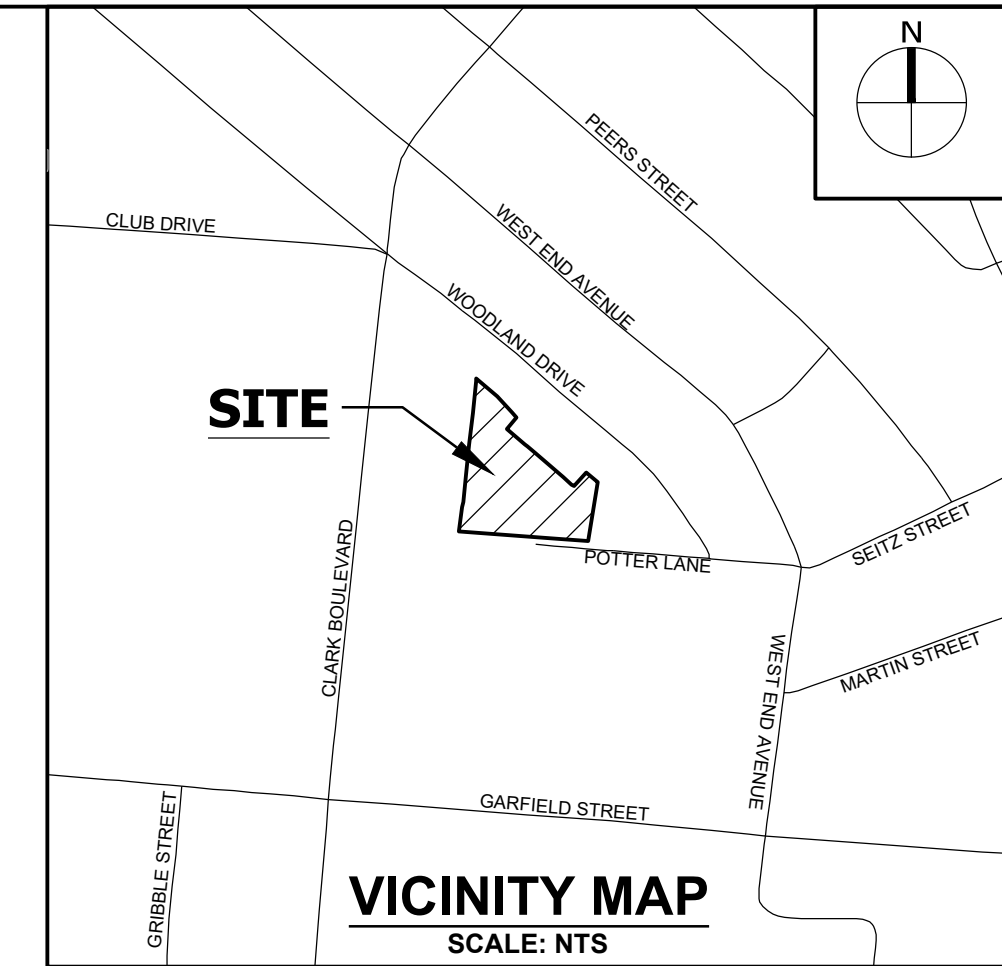 N
PEERS STREET
CLUB DRIVE
WEST END AVENUE
WOODLAND DRIVE
SITE
CLARK BOULEVARD
SEITZ STREET
POTTER LANE
MARTIN STREET
WEST END AVENUE
GARFIELD STREET
GRIBBLE STREET
VICINITY MAP
SCALE: NTS